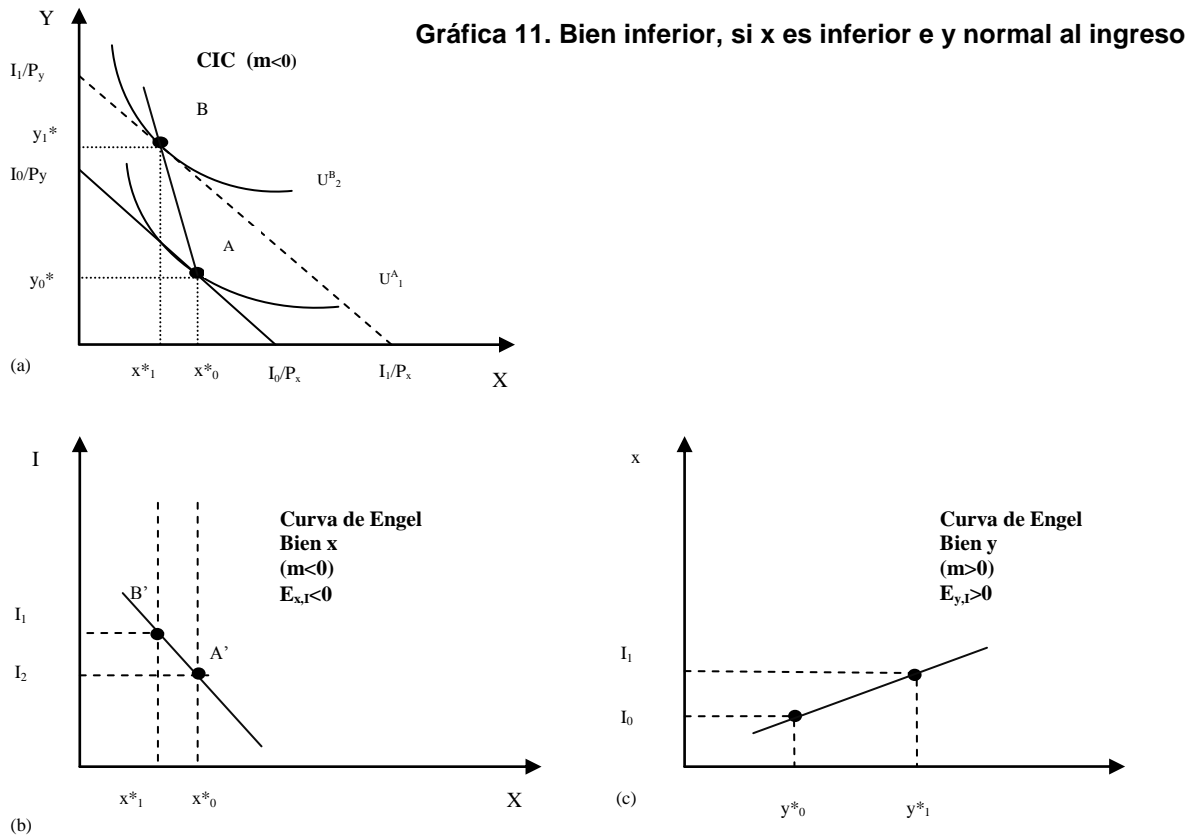 Gráfica 11. Bien inferior, si x es inferior e y normal al ingreso
Y
CIC (m<0)
I₁/Pᵧ
B
y₁*
I₀/Py
Uᴮ₂
A
y₀*
Uᴬ₁
(a)
x*₁
x*₀
I₀/Pₓ
I₁/Pₓ
X
I
Curva de Engel
Bien x
(m<0)
Eₓ,ᵢ<0
B’
I₁
A’
I₂
x*₁
x*₀
X
(b)
x
Curva de Engel
Bien y
(m>0)
Eᵧ,ᵢ>0
I₁
I₀
(c)
y*₀
y*₁